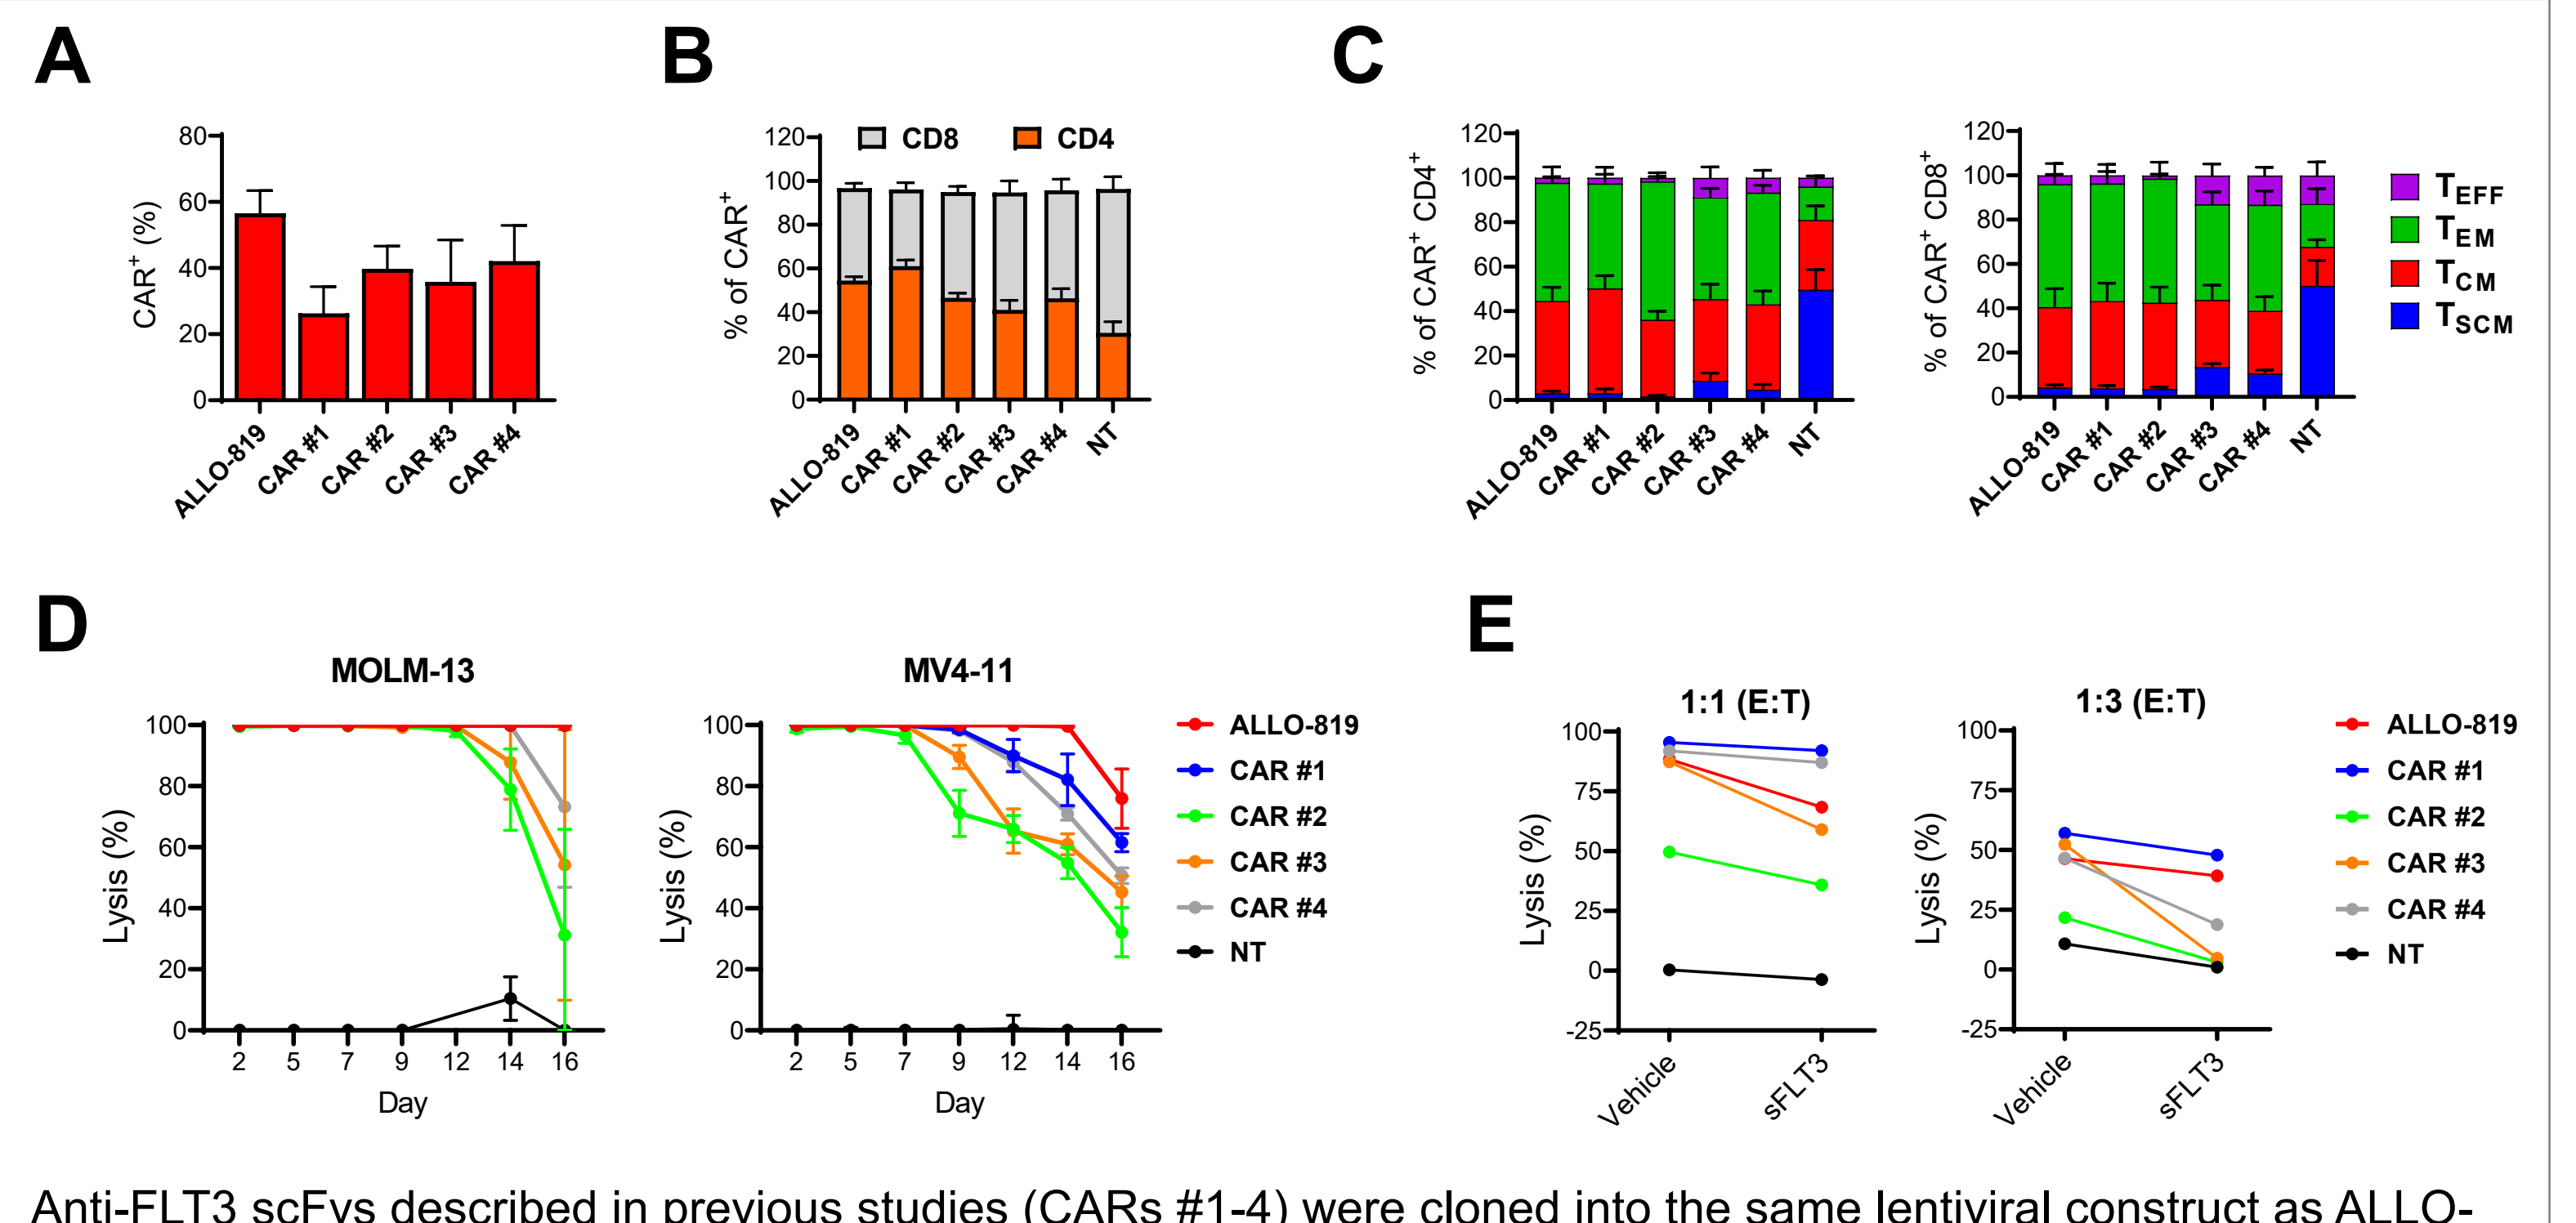 A
CAR+ (%)
80
60
40
20
0
ALLO-819
CAR #1
CAR #2
CAR #3
CAR #4
B
% of CAR+
CD8
CD4
120
100
80
60
40
20
0
ALLO-819
CAR #1
CAR #2
CAR #3
CAR #4
NT
C
% of CAR+ CD4+
120
100
80
60
40
20
0
ALLO-819
CAR #1
CAR #2
CAR #3
CAR #4
NT
% of CAR+ CD8+
120
100
80
60
40
20
0
ALLO-819
CAR #1
CAR #2
CAR #3
CAR #4
NT
TEFF
TEM
TCM
TSCM
D
MOLM-13
Lysis (%)
100
80
60
40
20
0
2 5 7 9 12 14 16
Day
MV4-11
Lysis (%)
100
80
60
40
20
0
2 5 7 9 12 14 16
Day
ALLO-819
CAR #1
CAR #2
CAR #3
CAR #4
NT
E
1:1 (E:T)
Lysis (%)
100
75
50
25
0
-25
Vehicle
sFLT3
1:3 (E:T)
Lysis (%)
100
75
50
25
0
-25
Vehicle
sFLT3
ALLO-819
CAR #1
CAR #2
CAR #3
CAR #4
NT
Anti-FLT3 scFvs described in previous studies (CARs #1-4) were cloned into the same lentiviral construct as ALLO-